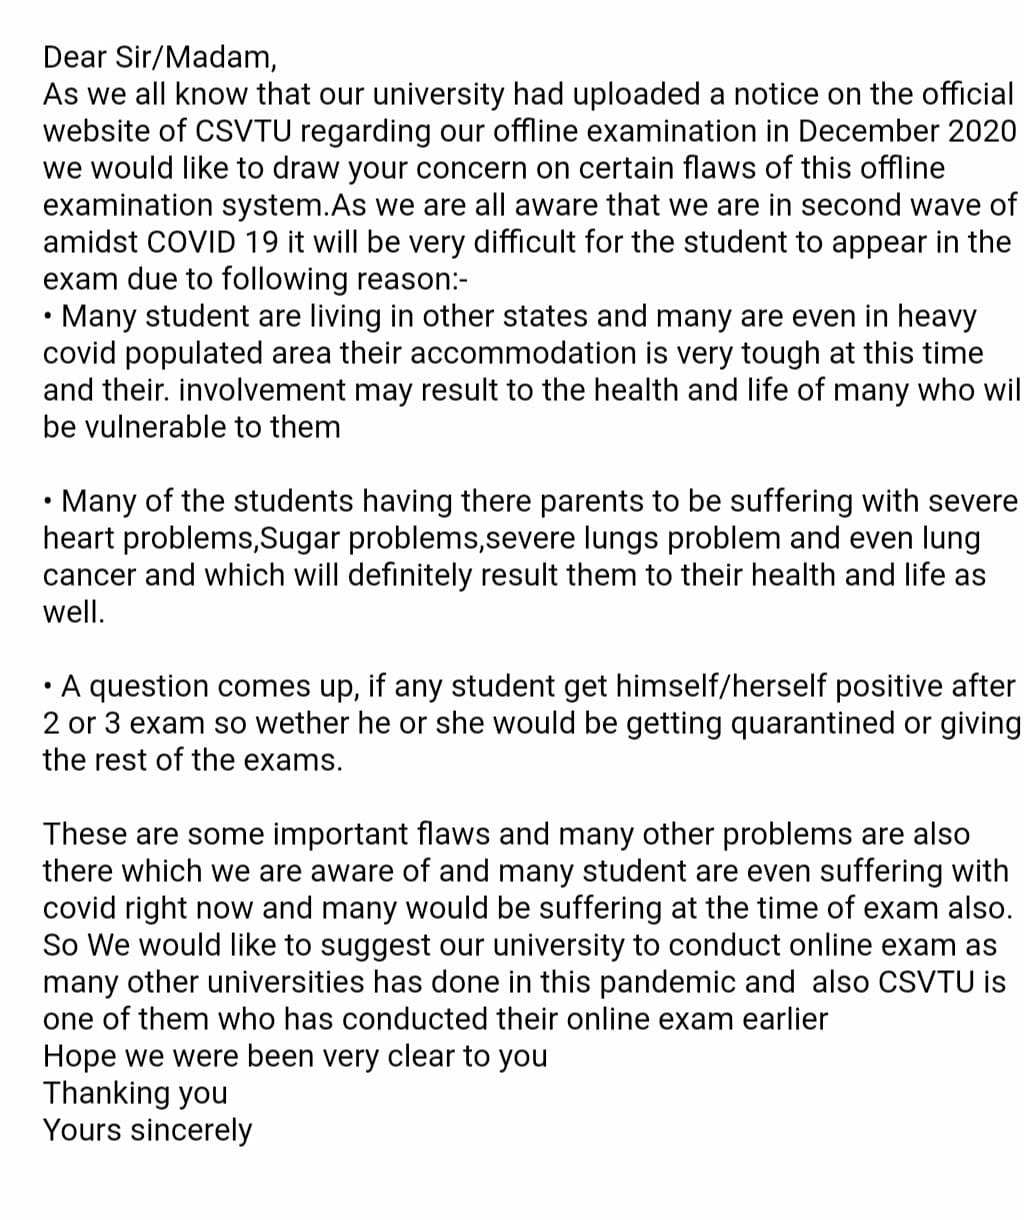 Dear Sir/Madam,
As we all know that our university had uploaded a notice on the official
website of CSVTU regarding our offline examination in December 2020
we would like to draw your concern on certain flaws of this offline
examination system.As we are all aware that we are in second wave of
amidst COVID 19 it will be very difficult for the student to appear in the
exam due to following reason:-
• Many student are living in other states and many are even in heavy
covid populated area their accommodation is very tough at this time
and their. involvement may result to the health and life of many who wil
be vulnerable to them
• Many of the students having there parents to be suffering with severe
heart problems,Sugar problems,severe lungs problem and even lung
cancer and which will definitely result them to their health and life as
well.
• A question comes up, if any student get himself/herself positive after
2 or 3 exam so wether he or she would be getting quarantined or giving
the rest of the exams.
These are some important flaws and many other problems are also
there which we are aware of and many student are even suffering with
covid right now and many would be suffering at the time of exam also.
So We would like to suggest our university to conduct online exam as
many other universities has done in this pandemic and  also CSVTU is
one of them who has conducted their online exam earlier
Hope we were been very clear to you
Thanking you
Yours sincerely